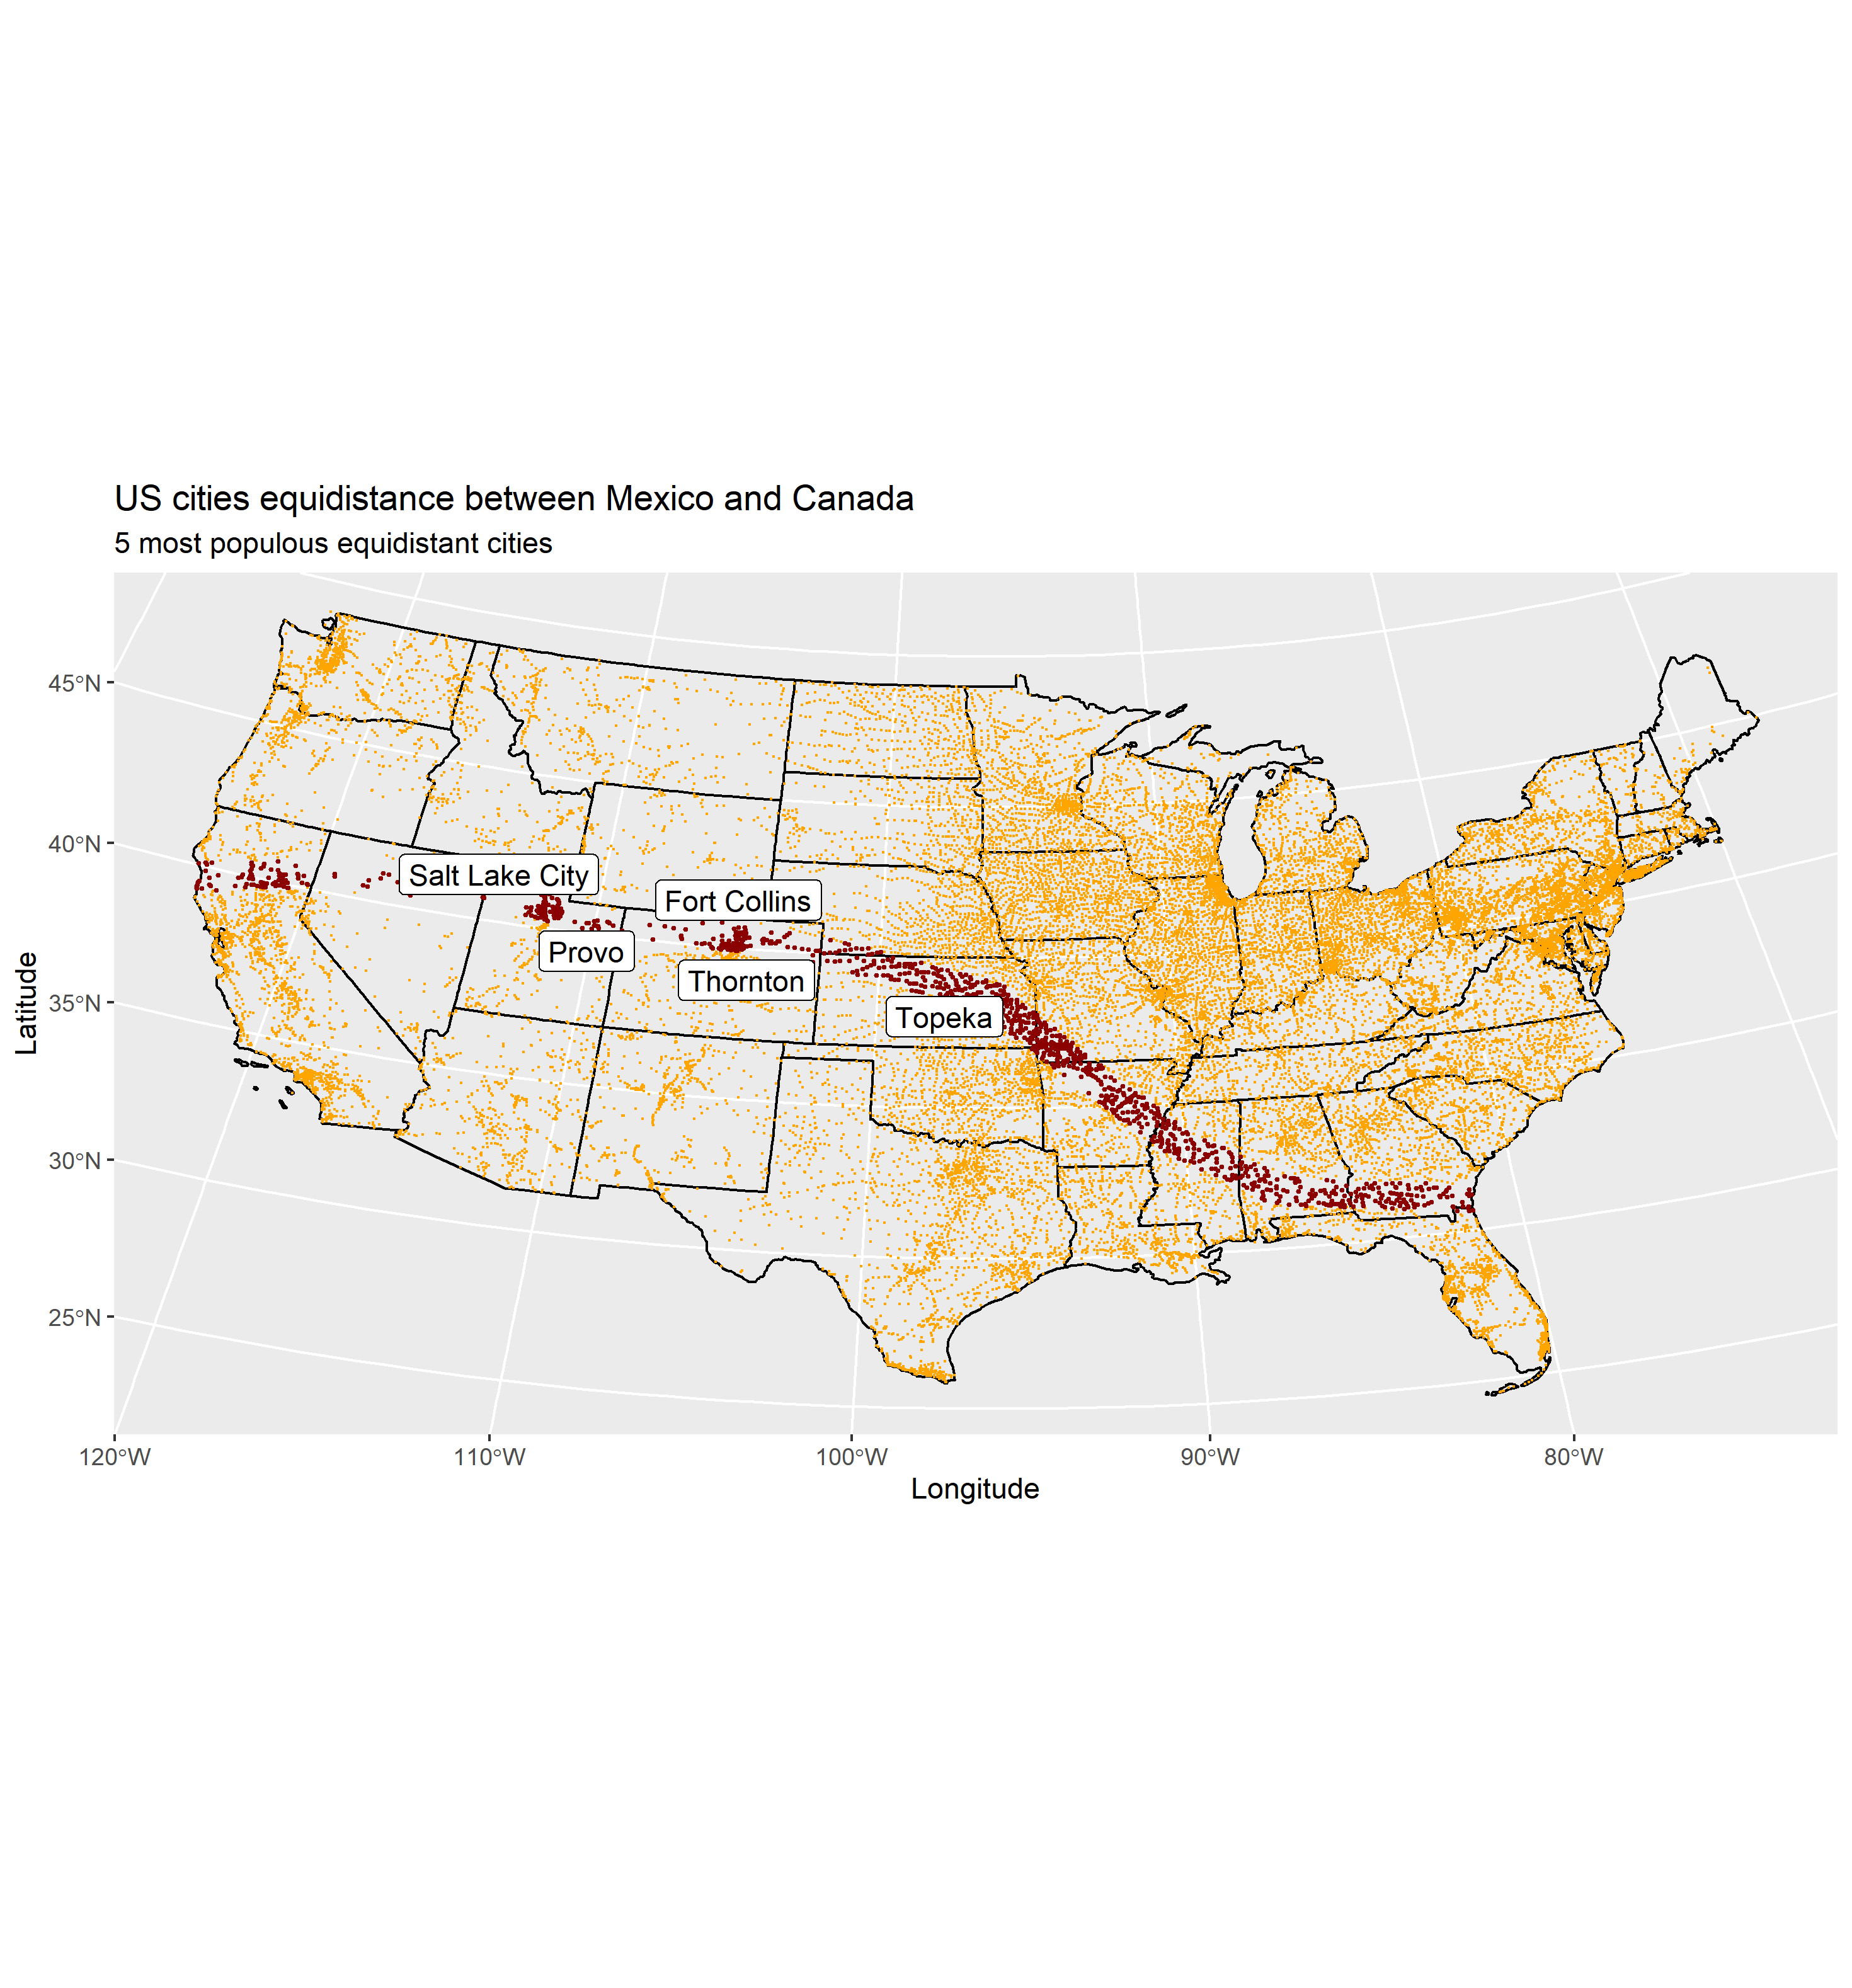 US cities equidistance between Mexico and Canada
5 most populous equidistant cities
Latitude
45°N
40°N
35°N
30°N
25°N
Salt Lake City
Fort Collins
Provo
Thornton
Topeka
120°W
110°W
100°W
90°W
80°W
Longitude